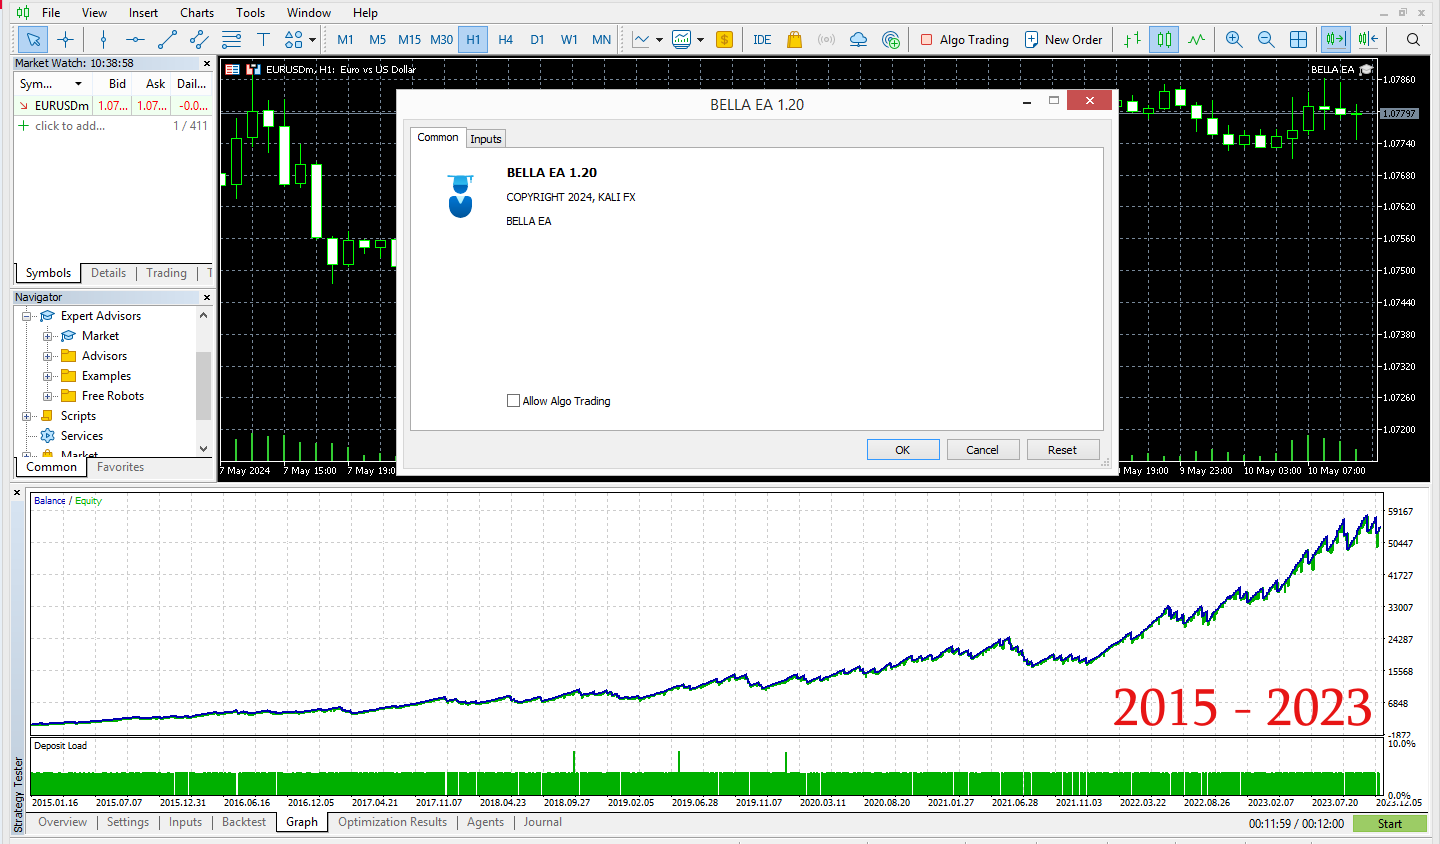 File View Insert Charts Tools Window Help
M1 M5 M15 M30 H1 H4 D1 W1 MN IDE Algo Trading New Order
Market Watch: 10:38:58
Sym... Bid Ask Dail...
EURUSDm 1.07... 1.07... -0.0...
click to add... 1 / 411
Symbols Details Trading T
Navigator
Expert Advisors
Market
Advisors
Examples
Free Robots
Scripts
Services
Market
Common Favorites
EURUSDm, H1: Euro vs US Dollar
BELLA EA
1.07860
1.07797
1.07740
1.07680
1.07620
1.07560
1.07500
1.07440
1.07380
1.07320
1.07260
1.07200
7 May 2024 7 May 15:00 7 May 19:0 May 19:00 9 May 23:00 10 May 03:00 10 May 07:00
BELLA EA 1.20
Common Inputs
BELLA EA 1.20
COPYRIGHT 2024, KALI FX
BELLA EA
Allow Algo Trading
OK Cancel Reset
Balance / Equity
59167
50447
41727
33007
24287
15568
6848
-1872
2015 - 2023
Deposit Load
10.0%
0.0%
2015.01.16 2015.07.07 2015.12.31 2016.06.16 2016.12.05 2017.04.21 2017.11.07 2018.04.23 2018.09.27 2019.02.05 2019.06.28 2019.11.07 2020.03.11 2020.08.20 2021.01.27 2021.06.28 2021.11.03 2022.03.22 2022.08.26 2023.02.07 2023.07.20 2023.12.05
Strategy Tester
Overview Settings Inputs Backtest Graph Optimization Results Agents Journal
00:11:59 / 00:12:00 Start